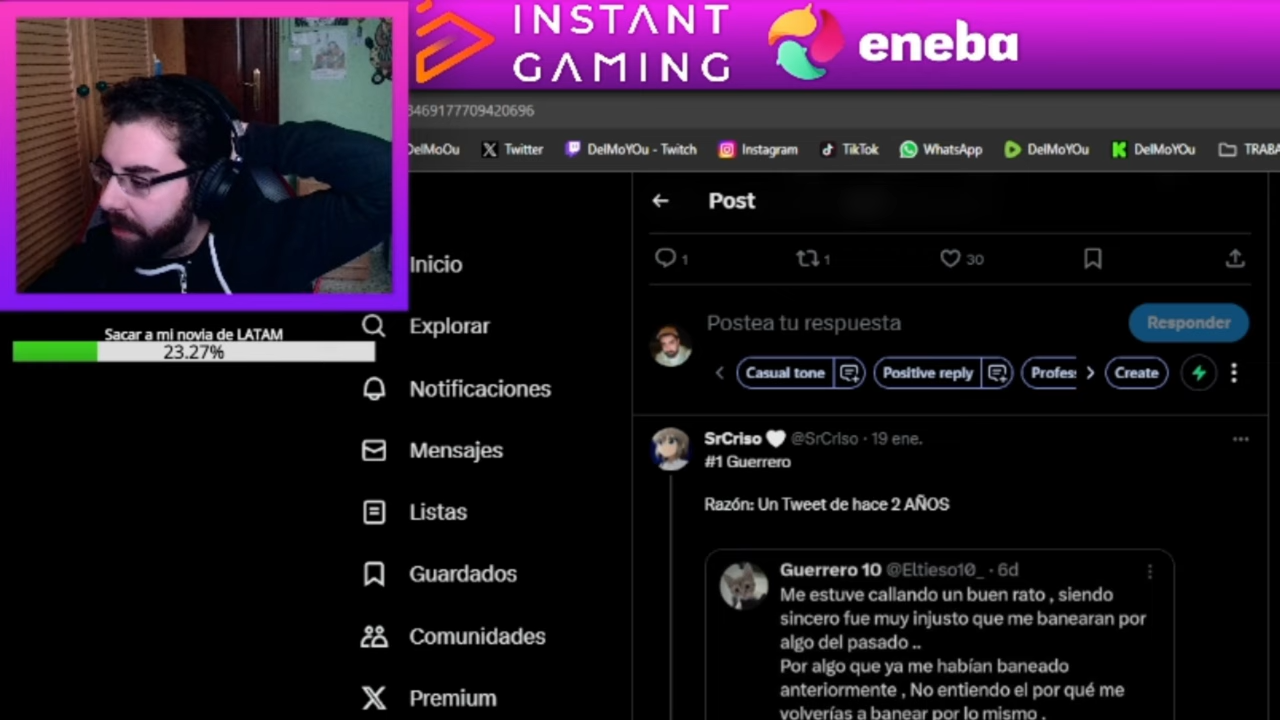 INSTANT
GAMING
eneba
3469177709420696
DelMoOu
Twitter
DelMoYOu - Twitch
Instagram
TikTok
WhatsApp
DelMoYOu
DelMoYOu
TRABA
Post
1
1
30
Inicio
Explorar
Notificaciones
Mensajes
Listas
Guardados
Comunidades
Premium
Sacar a mi novia de LATAM
23.27%
Postea tu respuesta
Responder
Casual tone
Positive reply
Profes
Create
SrCriso 🤍 @SrCrIso · 19 ene.
#1 Guerrero
Razón: Un Tweet de hace 2 AÑOS
Guerrero 10 @Eltieso10_ · 6d
Me estuve callando un buen rato , siendo
sincero fue muy injusto que me banearan por
algo del pasado ..
Por algo que ya me habían baneado
anteriormente , No entiendo el por qué me
volverías a banear por lo mismo .